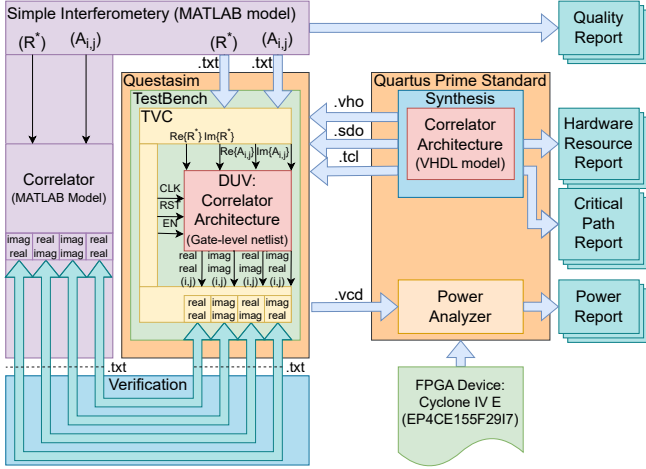 Simple Interferometery (MATLAB model)
(R*) (A i,j) (R*) (A i,j)
.txt .txt
Quality
Report
Questasim
TestBench
TVC
Re{R*} Im{R*}
Re{A i,j} Im{A i,j}
CLK
RST
EN
DUV:
Correlator
Architecture
(Gate-level netlist)
real imag real imag
real real imag imag
(i,j) (i,j) (i,j) (i,j)
real imag real imag
real imag imag real
Correlator
(MATLAB Model)
imag real imag real
imag real imag real
.txt .txt
Verification
.vho
.sdo
.tcl
.vcd
Quartus Prime Standard
Synthesis
Correlator
Architecture
(VHDL model)
Power
Analyzer
FPGA Device:
Cyclone IV E
(EP4CE155F29I7)
Hardware
Resource
Report
Critical
Path
Report
Power
Report